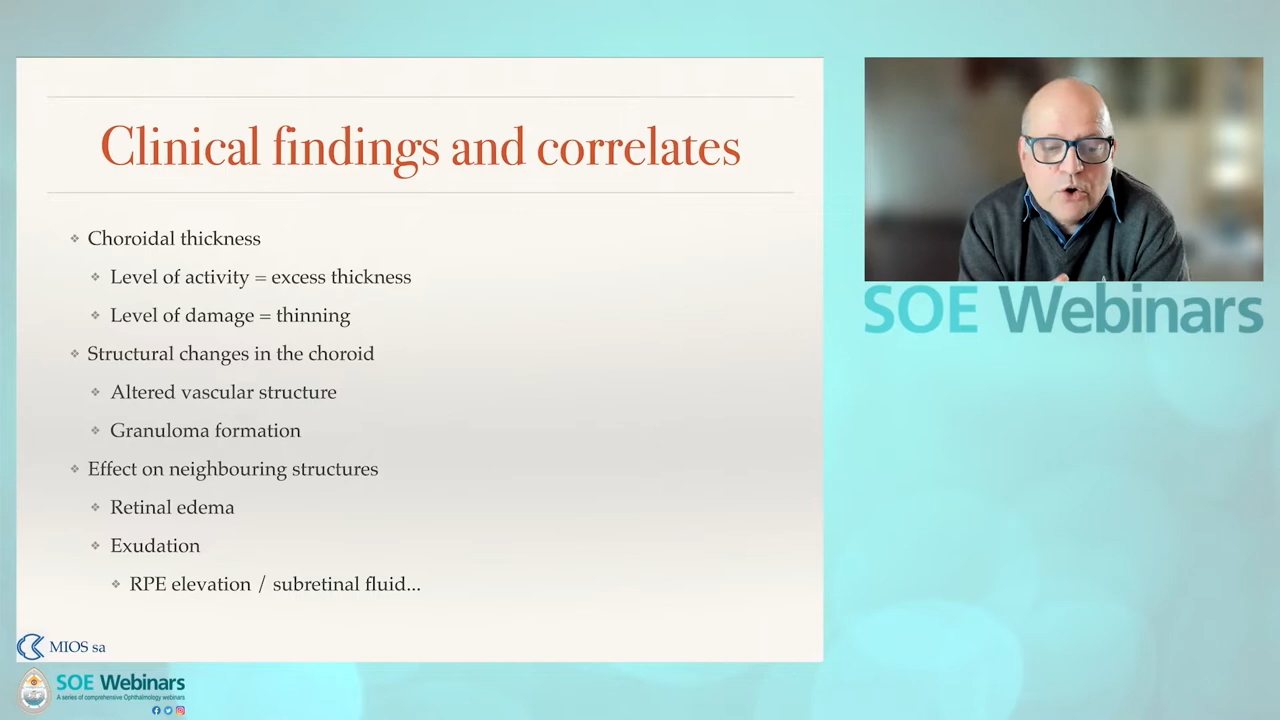 Clinical findings and correlates
Choroidal thickness
Level of activity = excess thickness
Level of damage = thinning
Structural changes in the choroid
Altered vascular structure
Granuloma formation
Effect on neighbouring structures
Retinal edema
Exudation
RPE elevation / subretinal fluid...
MIOS sa
SOE Webinars
SOE Webinars
A series of comprehensive Ophthalmology webinars